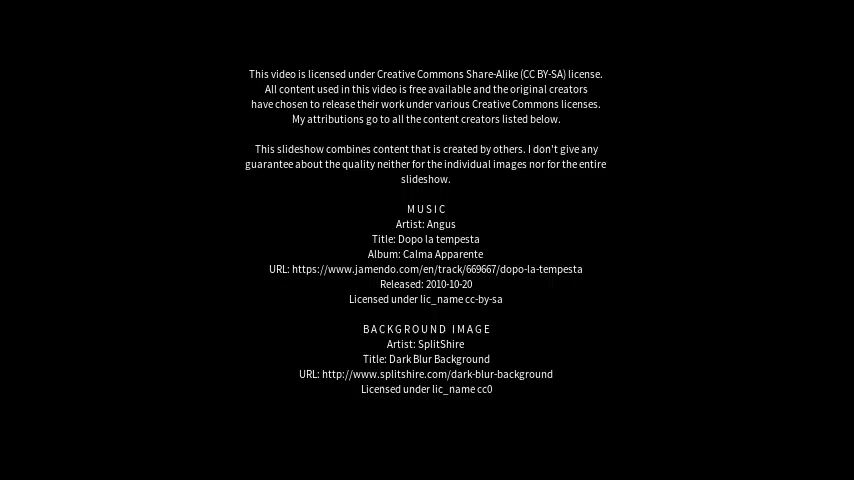 This video is licensed under Creative Commons Share-Alike (CC BY-SA) license.
All content used in this video is free available and the original creators
have chosen to release their work under various Creative Commons licenses.
My attributions go to all the content creators listed below.
This slideshow combines content that is created by others. I don't give any
guarantee about the quality neither for the individual images nor for the entire
slideshow.
MUSIC
Artist: Angus
Title: Dopo la tempesta
Album: Calma Apparente
URL: https://www.jamendo.com/en/track/669667/dopo-la-tempesta
Released: 2010-10-20
Licensed under lic_name cc-by-sa
BACKGROUND IMAGE
Artist: SplitShire
Title: Dark Blur Background
URL: http://www.splitshire.com/dark-blur-background
Licensed under lic_name cc0